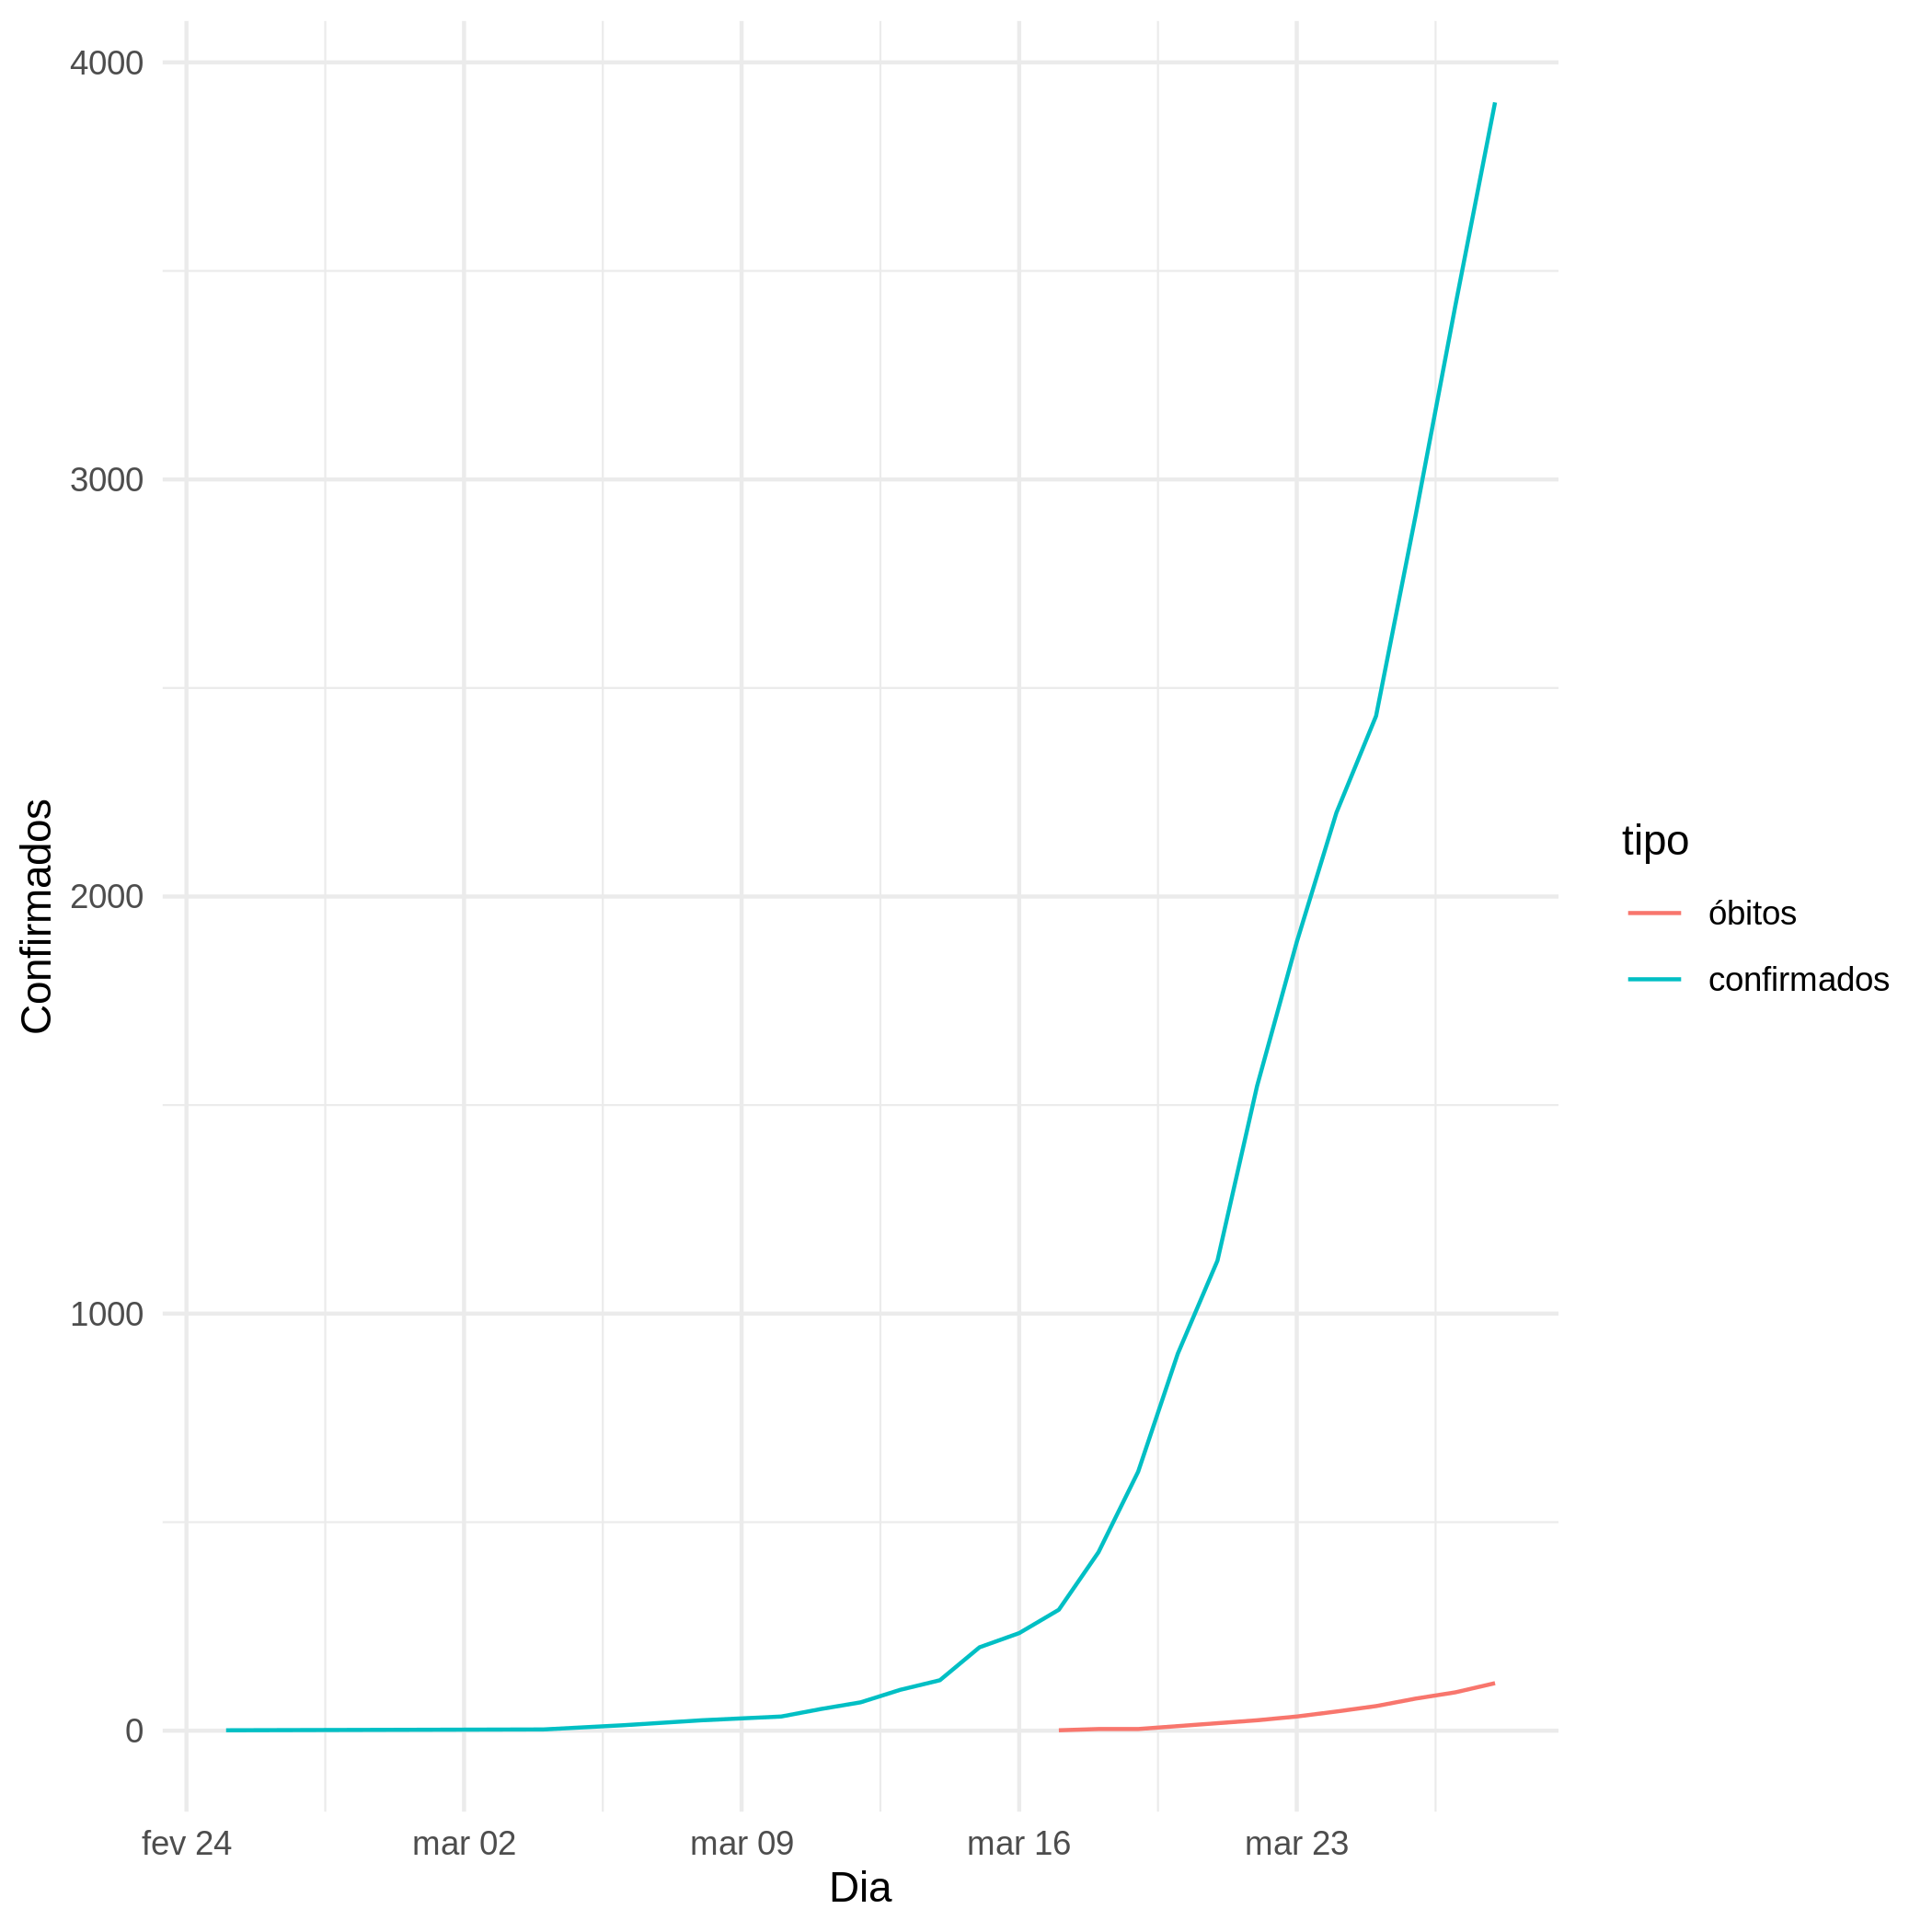 4000
3000
2000
1000
0
Confirmados
fev 24
mar 02
mar 09
mar 16
mar 23
Dia
tipo
óbitos
confirmados